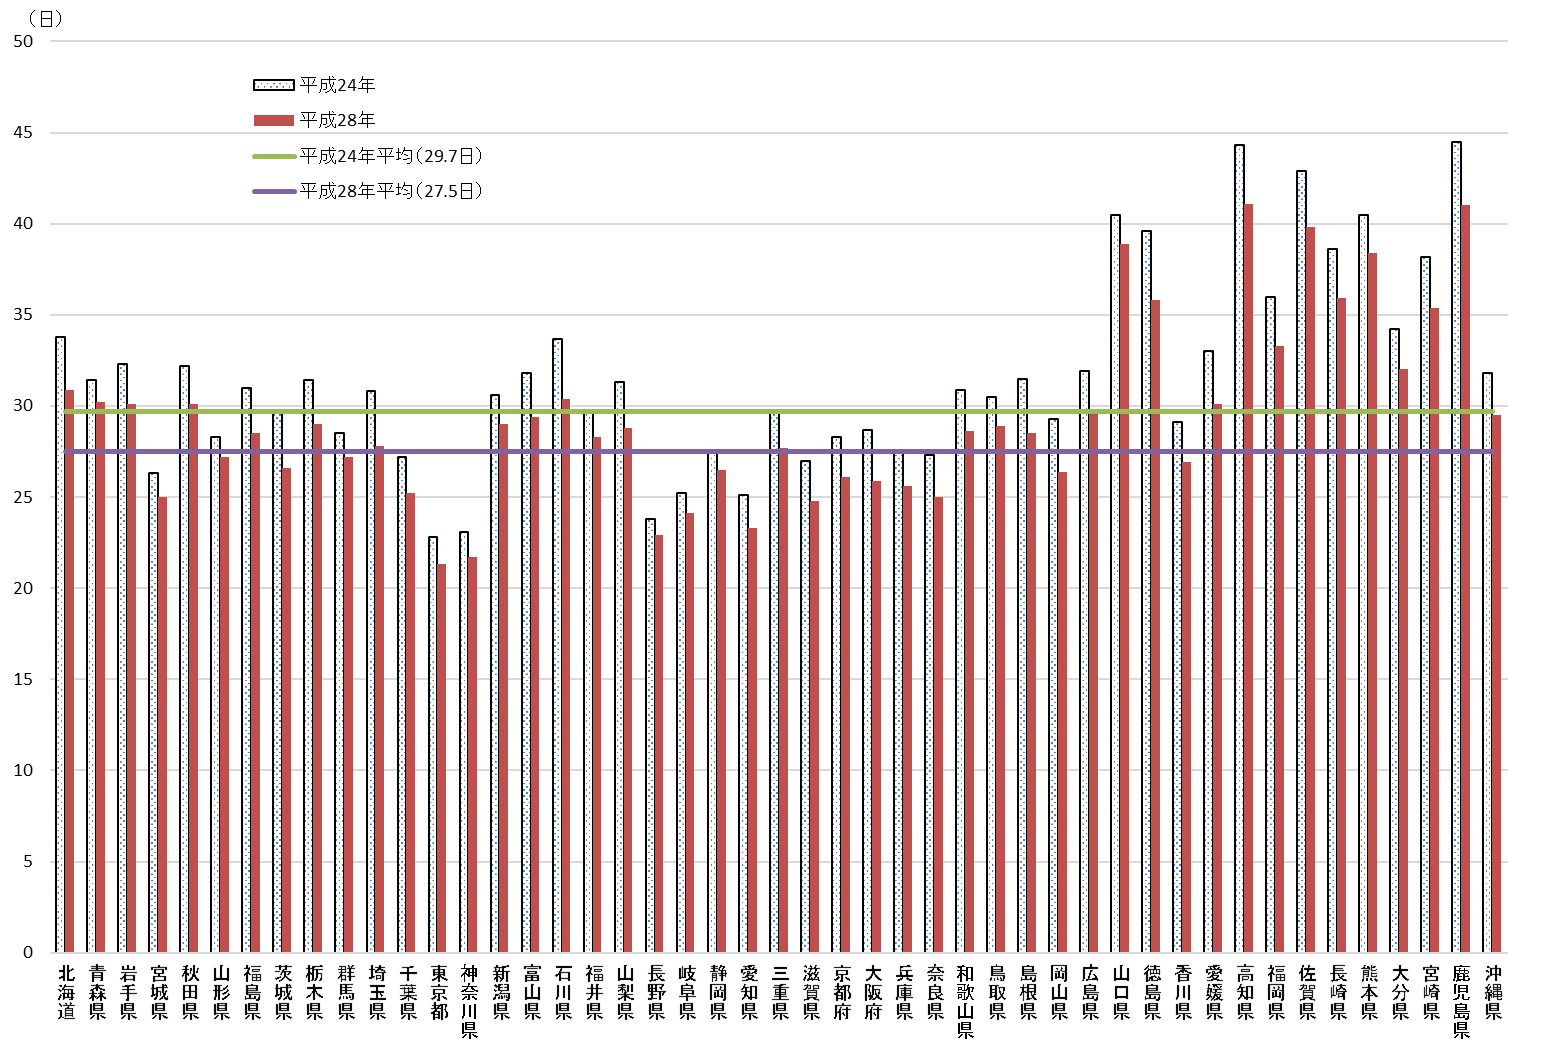 （日）
50
45
40
35
30
25
20
15
10
5
0
平成24年
平成28年
平成24年平均（29.7日）
平成28年平均（27.5日）
北海道
青森県
岩手県
宮城県
秋田県
山形県
福島県
茨城県
栃木県
群馬県
埼玉県
千葉県
東京都
神奈川県
新潟県
富山県
石川県
福井県
山梨県
長野県
岐阜県
静岡県
愛知県
三重県
滋賀県
京都府
大阪府
兵庫県
奈良県
和歌山県
鳥取県
島根県
岡山県
広島県
山口県
徳島県
香川県
愛媛県
高知県
福岡県
佐賀県
長崎県
熊本県
大分県
宮崎県
鹿児島県
沖縄県